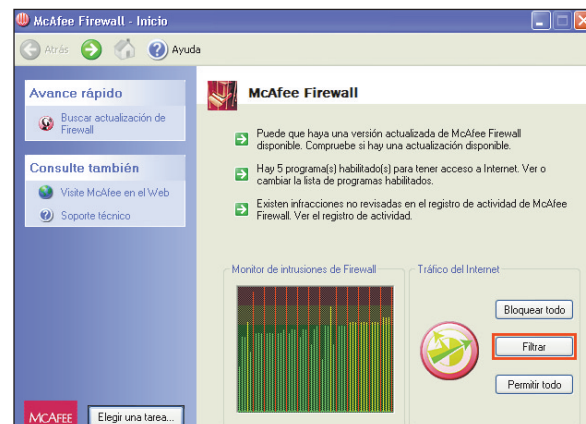 McAfee Firewall - Inicio
Atrás
Ayuda
Avance rápido
Buscar actualización de
Firewall
Consulte también
Visite McAfee en el Web
Soporte técnico
McAfee Firewall
Puede que haya una versión actualizada de McAfee Firewall
disponible. Compruebe si hay una actualización disponible.
Hay 5 programa(s) habilitado(s) para tener acceso a Internet. Ver o
cambiar la lista de programas habilitados.
Existen infracciones no revisadas en el registro de actividad de McAfee
Firewall. Ver el registro de actividad.
Monitor de intrusiones de Firewall
Tráfico del Internet
Bloquear todo
Filtrar
Permitir todo
MCAFEE
Elegir una tarea...